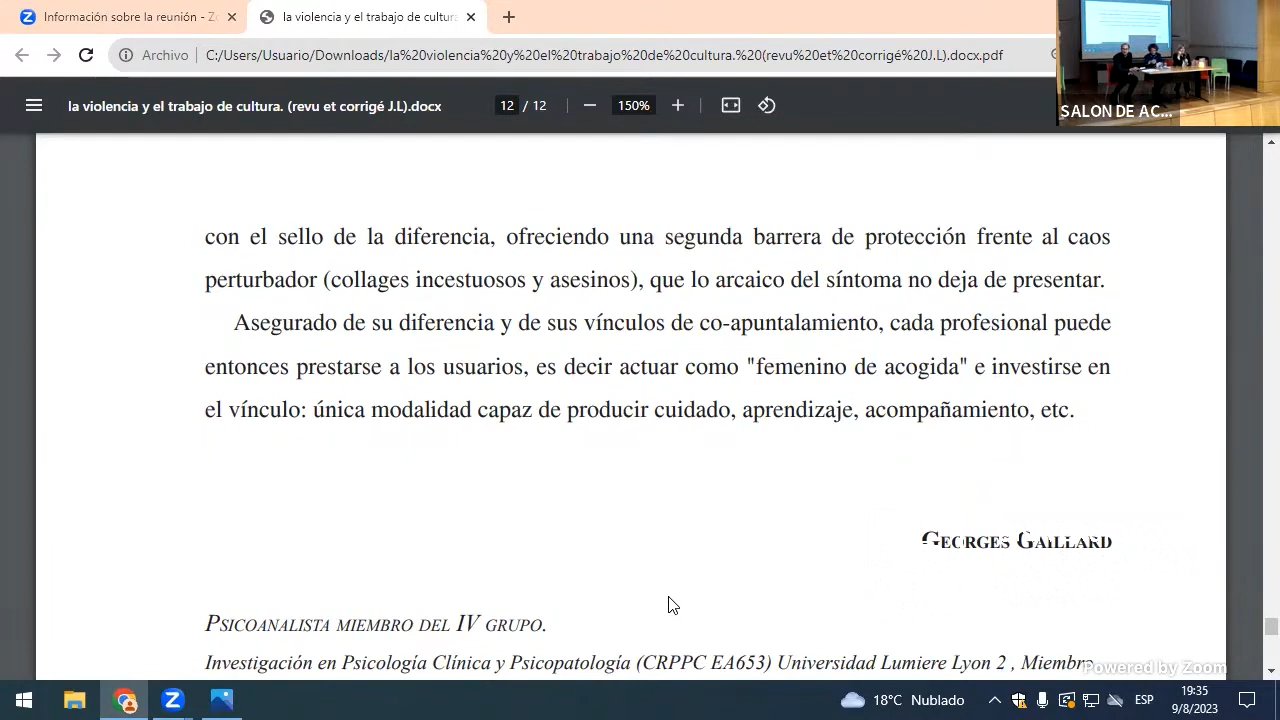 Información sobre la reunión - Z
la violencia y el trabajo de cultura
Archivo
C:/Users/Usuario/Downloads/la%20violencia%20y%20el%20trabajo%20de%20cultura.%20(revu%20et%20corrigé%20J.L).docx.pdf
la violencia y el trabajo de cultura. (revu et corrigé J.L).docx
12 / 12
150%
SALON DE AC...
con el sello de la diferencia, ofreciendo una segunda barrera de protección frente al caos
perturbador (collages incestuosos y asesinos), que lo arcaico del síntoma no deja de presentar.
Asegurado de su diferencia y de sus vínculos de co-apuntalamiento, cada profesional puede
entonces prestarse a los usuarios, es decir actuar como "femenino de acogida" e investirse en
el vínculo: única modalidad capaz de producir cuidado, aprendizaje, acompañamiento, etc.
GEORGES GAILLARD
PSICOANALISTA MIEMBRO DEL IV GRUPO.
Investigación en Psicología Clínica y Psicopatología (CRPPC EA653) Universidad Lumiere Lyon 2 , Miembro
Powered by Zoom
18°C Nublado
ESP
19:35
9/8/2023